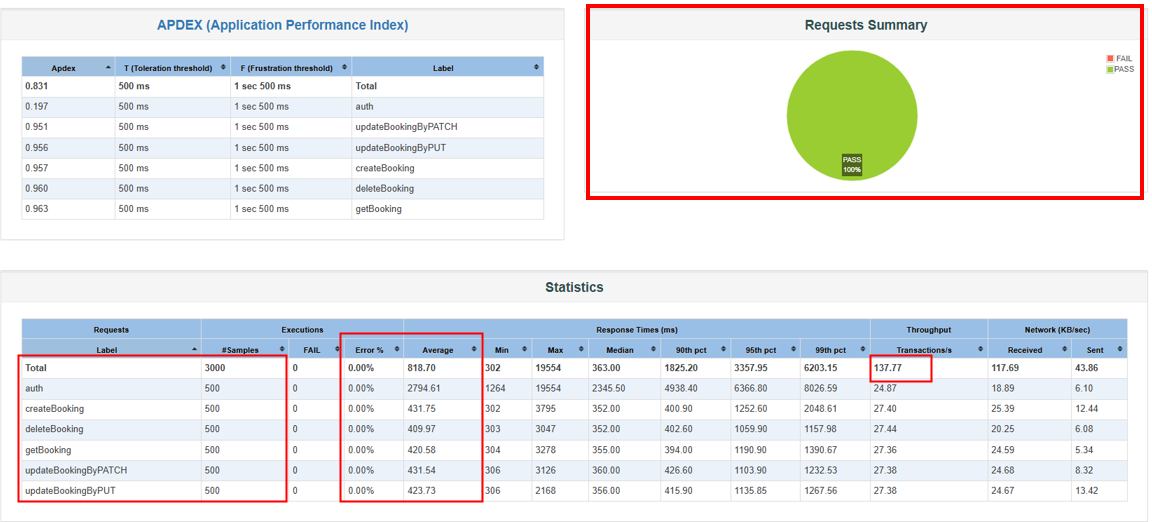 APDEX (Application Performance Index)
Apdex T (Toleration threshold) F (Frustration threshold) Label
0.831 500 ms 1 sec 500 ms Total
0.197 500 ms 1 sec 500 ms auth
0.951 500 ms 1 sec 500 ms updateBookingByPATCH
0.956 500 ms 1 sec 500 ms updateBookingByPUT
0.957 500 ms 1 sec 500 ms createBooking
0.960 500 ms 1 sec 500 ms deleteBooking
0.963 500 ms 1 sec 500 ms getBooking
Requests Summary
FAIL
PASS
PASS
100%
Statistics
Requests Executions Response Times (ms) Throughput Network (KB/sec)
Label #Samples FAIL Error % Average Min Max Median 90th pct 95th pct 99th pct Transactions/s Received Sent
Total 3000 0 0.00% 818.70 302 19554 363.00 1825.20 3357.95 6203.15 137.77 117.69 43.86
auth 500 0 0.00% 2794.61 1264 19554 2345.50 4938.40 6366.80 8026.59 24.87 18.89 6.10
createBooking 500 0 0.00% 431.75 302 3795 352.00 400.90 1252.60 2048.61 27.40 25.39 12.44
deleteBooking 500 0 0.00% 409.97 303 3047 352.00 402.60 1059.90 1157.98 27.44 20.25 6.08
getBooking 500 0 0.00% 420.58 304 3278 355.00 394.00 1190.90 1390.67 27.36 24.59 5.34
updateBookingByPATCH 500 0 0.00% 431.54 306 3126 360.00 426.60 1103.90 1232.53 27.38 24.68 8.32
updateBookingByPUT 500 0 0.00% 423.73 306 2168 356.00 415.90 1135.85 1267.56 27.38 24.67 13.42